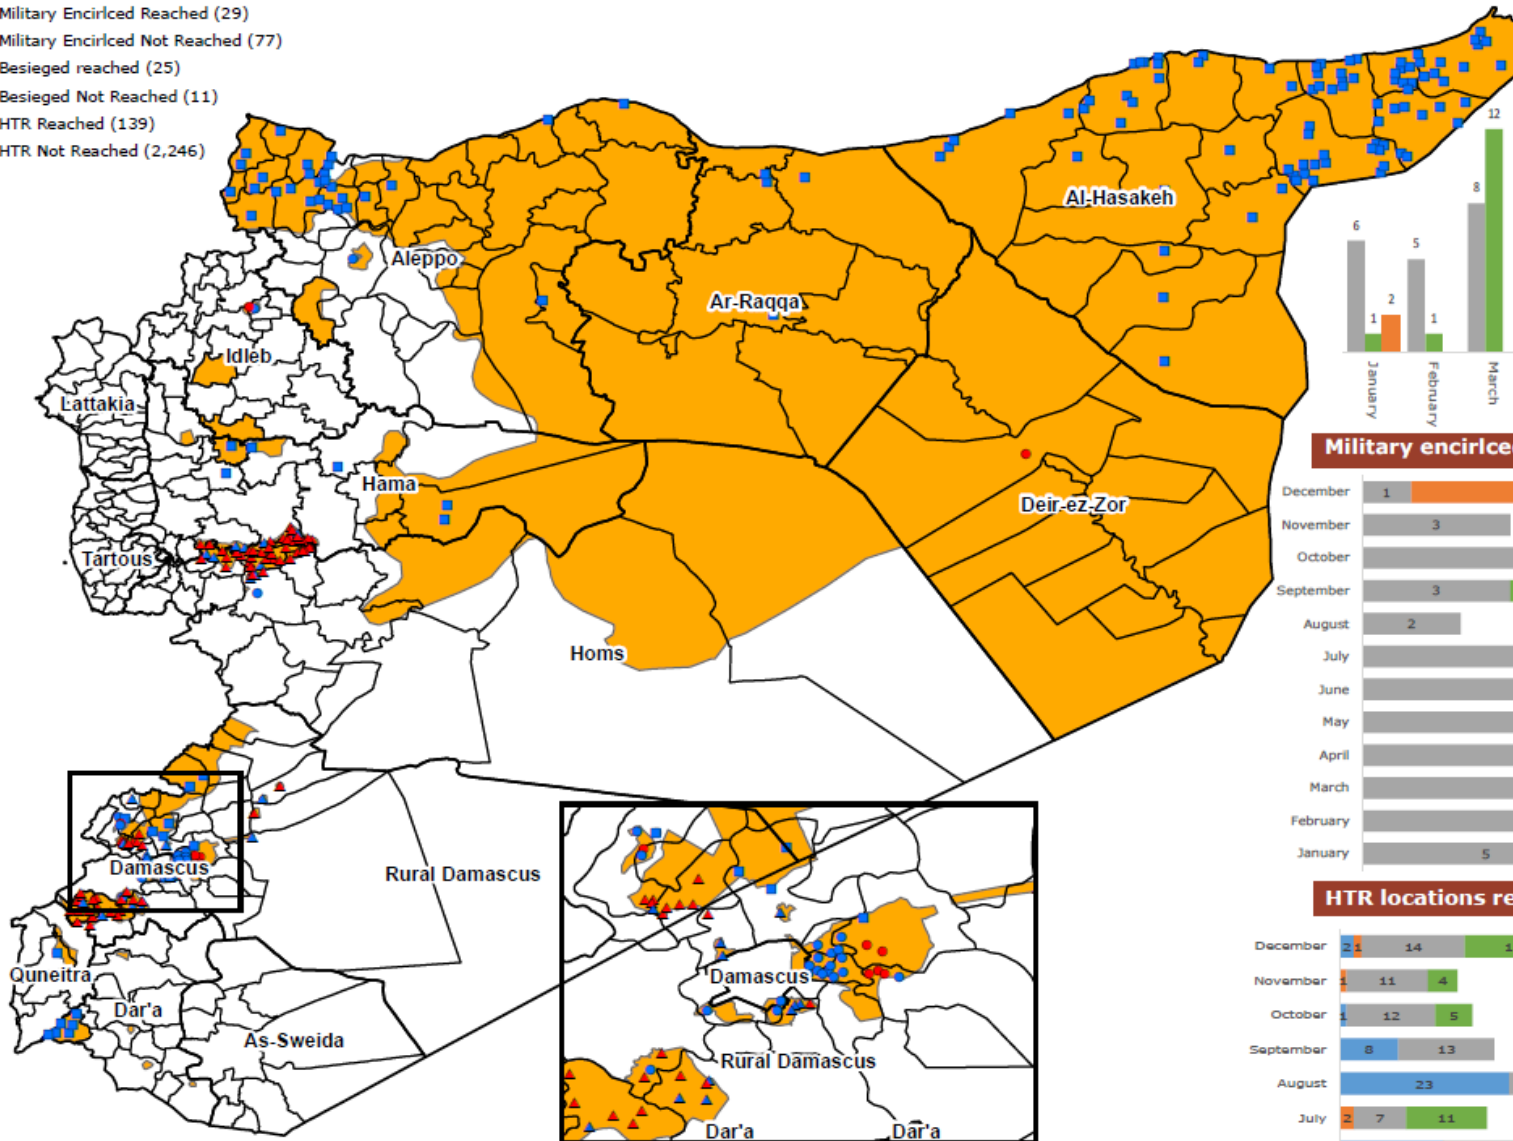 Military Encirlced Reached (29)
Military Encirlced Not Reached (77)
Besieged reached (25)
Besieged Not Reached (11)
HTR Reached (139)
HTR Not Reached (2,246)
Al-Hasakeh
Aleppo
Ar-Raqqa
Idleb
Lattakia
Hama
Deir-ez-Zor
Tartous
Homs
Damascus
Rural Damascus
Quneitra
Dar'a
As-Sweida
Damascus
Rural Damascus
Dar'a
Dar'a
12
8
6
5
2
1
1
January
February
March
Military encirlced
December 1
November 3
October
September 3
August 2
July
June
May
April
March
February
January 5
HTR locations re
December 2 1 14 1
November 1 11 4
October 1 12 5
September 8 13
August 23
July 2 7 11